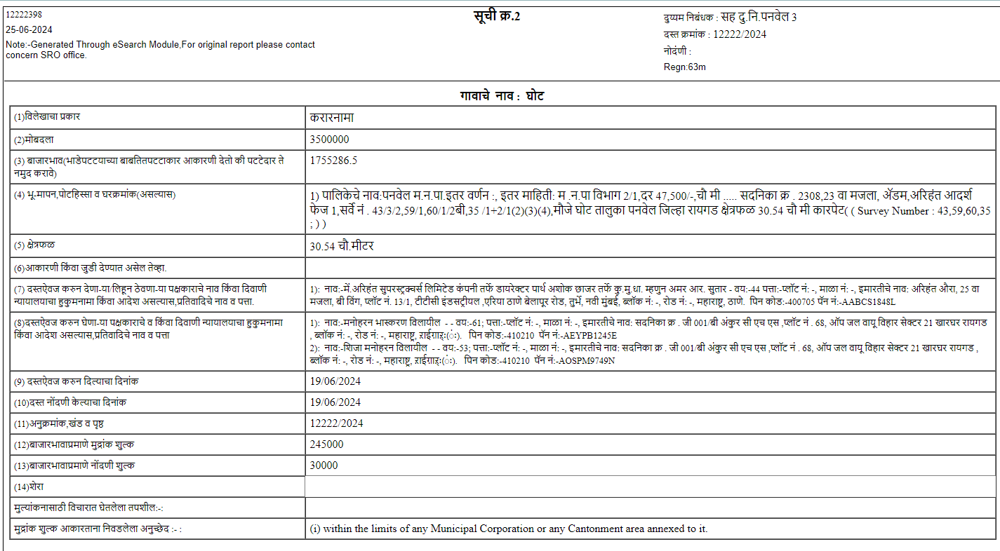 12222398
सूची क्र.2
दुय्यम निबंधक : सह दु.नि.पनवेल 3
25-06-2024
दस्त क्रमांक : 12222/2024
Note:-Generated Through eSearch Module,For original report please contact
concern SRO office.
नोदंणी :
Regn:63m
गावाचे नाव : घोट
(1)विलेखाचा प्रकार
करारनामा
(2)मोबदला
3500000
(3) बाजारभाव(भाडेपटटयाच्या बाबतितपटटाकार आकारणी देतो की पटटेदार ते
नमुद करावे)
1755286.5
(4) भू-मापन,पोटहिस्सा व घरक्रमांक(असल्यास)
1) पालिकेचे नाव:पनवेल म.न.पा.इतर वर्णन :, इतर माहिती: म .न.पा विभाग 2/1,दर 47,500/-,चौ मी ..... सदनिका क्र . 2308,23 वा मजला, ॲडम,अरिहंत आदर्श
फेज 1,सर्वे नं . 43/3/2,59/1,60/1/2बी,35 /1+2/1(2)(3)(4),मौजे घोट तालुका पनवेल जिल्हा रायगड क्षेत्रफळ 30.54 चौ मी कारपेट( ( Survey Number : 43,59,60,35
; ) )
(5) क्षेत्रफळ
30.54 चौ.मीटर
(6)आकारणी किंवा जुडी देण्यात असेल तेव्हा.
(7) दस्तऐवज करुन देणा-या/लिहून ठेवणा-या पक्षकाराचे नाव किंवा दिवाणी
न्यायालयाचा हुकुमनामा किंवा आदेश असल्यास,प्रतिवादिचे नाव व पत्ता.
1): नाव:-में.अरिहंत सुपरस्ट्रक्चर्स लिमिटेड कंपनी तर्फे डायरेक्टर पार्थ अशोक छाजर तर्फे कु.मु.धा. म्हणुन अमर आर. सुतार - वय:-44 पत्ता:-प्लॉट नं: -, माळा नं: -, इमारतीचे नाव: अरिहंत औरा, 25 वा
मजला, बी विंग, प्लॉट नं. 13/1, टीटीसी इंडसट्रीयल ,एरिया ठाणे बेलापूर रोड, तुर्भे, नवी मुंबई, ब्लॉक नं: -, रोड नं: -, महाराष्ट्र, ठाणे. पिन कोड:-400705 पॅन नं:-AABCS1848L
(8)दस्तऐवज करुन घेणा-या पक्षकाराचे व किंवा दिवाणी न्यायालयाचा हुकुमनामा
किंवा आदेश असल्यास,प्रतिवादिचे नाव व पत्ता
1): नाव:-मनोहरन भास्करण विलायील - - वय:-61; पत्ता:-प्लॉट नं: -, माळा नं: -, इमारतीचे नाव: सदनिका क्र . जी 001/बी अंकुर सी एच एस ,प्लॉट नं . 68, ऑप जल वायू विहार सेक्टर 21 खारघर रायगड
, ब्लॉक नं: -, रोड नं: -, महाराष्ट्र, ऱाईग़ाऱ्:(ं). पिन कोड:-410210 पॅन नं:-AEYPB1245E
2): नाव:-शिजा मनोहरन विलायील - - वय:-53; पत्ता:-प्लॉट नं: -, माळा नं: -, इमारतीचे नाव: सदनिका क्र . जी 001/बी अंकुर सी एच एस ,प्लॉट नं . 68, ऑप जल वायू विहार सेक्टर 21 खारघर रायगड ,
ब्लॉक नं: -, रोड नं: -, महाराष्ट्र, ऱाईग़ाऱ्:(ं). पिन कोड:-410210 पॅन नं:-AOSPM9749N
(9) दस्तऐवज करुन दिल्याचा दिनांक
19/06/2024
(10)दस्त नोंदणी केल्याचा दिनांक
19/06/2024
(11)अनुक्रमांक,खंड व पृष्ठ
12222/2024
(12)बाजारभावाप्रमाणे मुद्रांक शुल्क
245000
(13)बाजारभावाप्रमाणे नोंदणी शुल्क
30000
(14)शेरा
मुल्यांकनासाठी विचारात घेतलेला तपशील:-:
मुद्रांक शुल्क आकारताना निवडलेला अनुच्छेद :- :
(i) within the limits of any Municipal Corporation or any Cantonment area annexed to it.